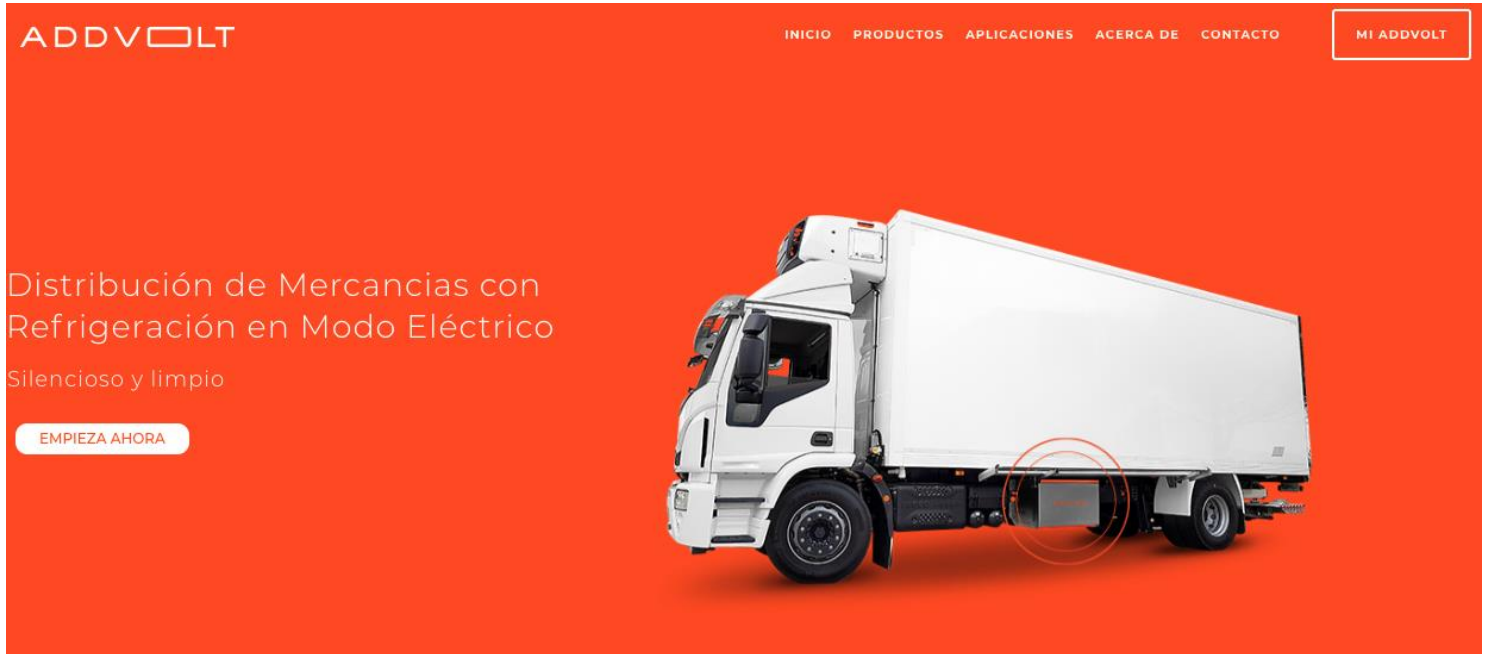 ADDVOLT
INICIO PRODUCTOS APLICACIONES ACERCA DE CONTACTO MI ADDVOLT
Distribución de Mercancias con
Refrigeración en Modo Eléctrico
Silencioso y limpio
EMPIEZA AHORA